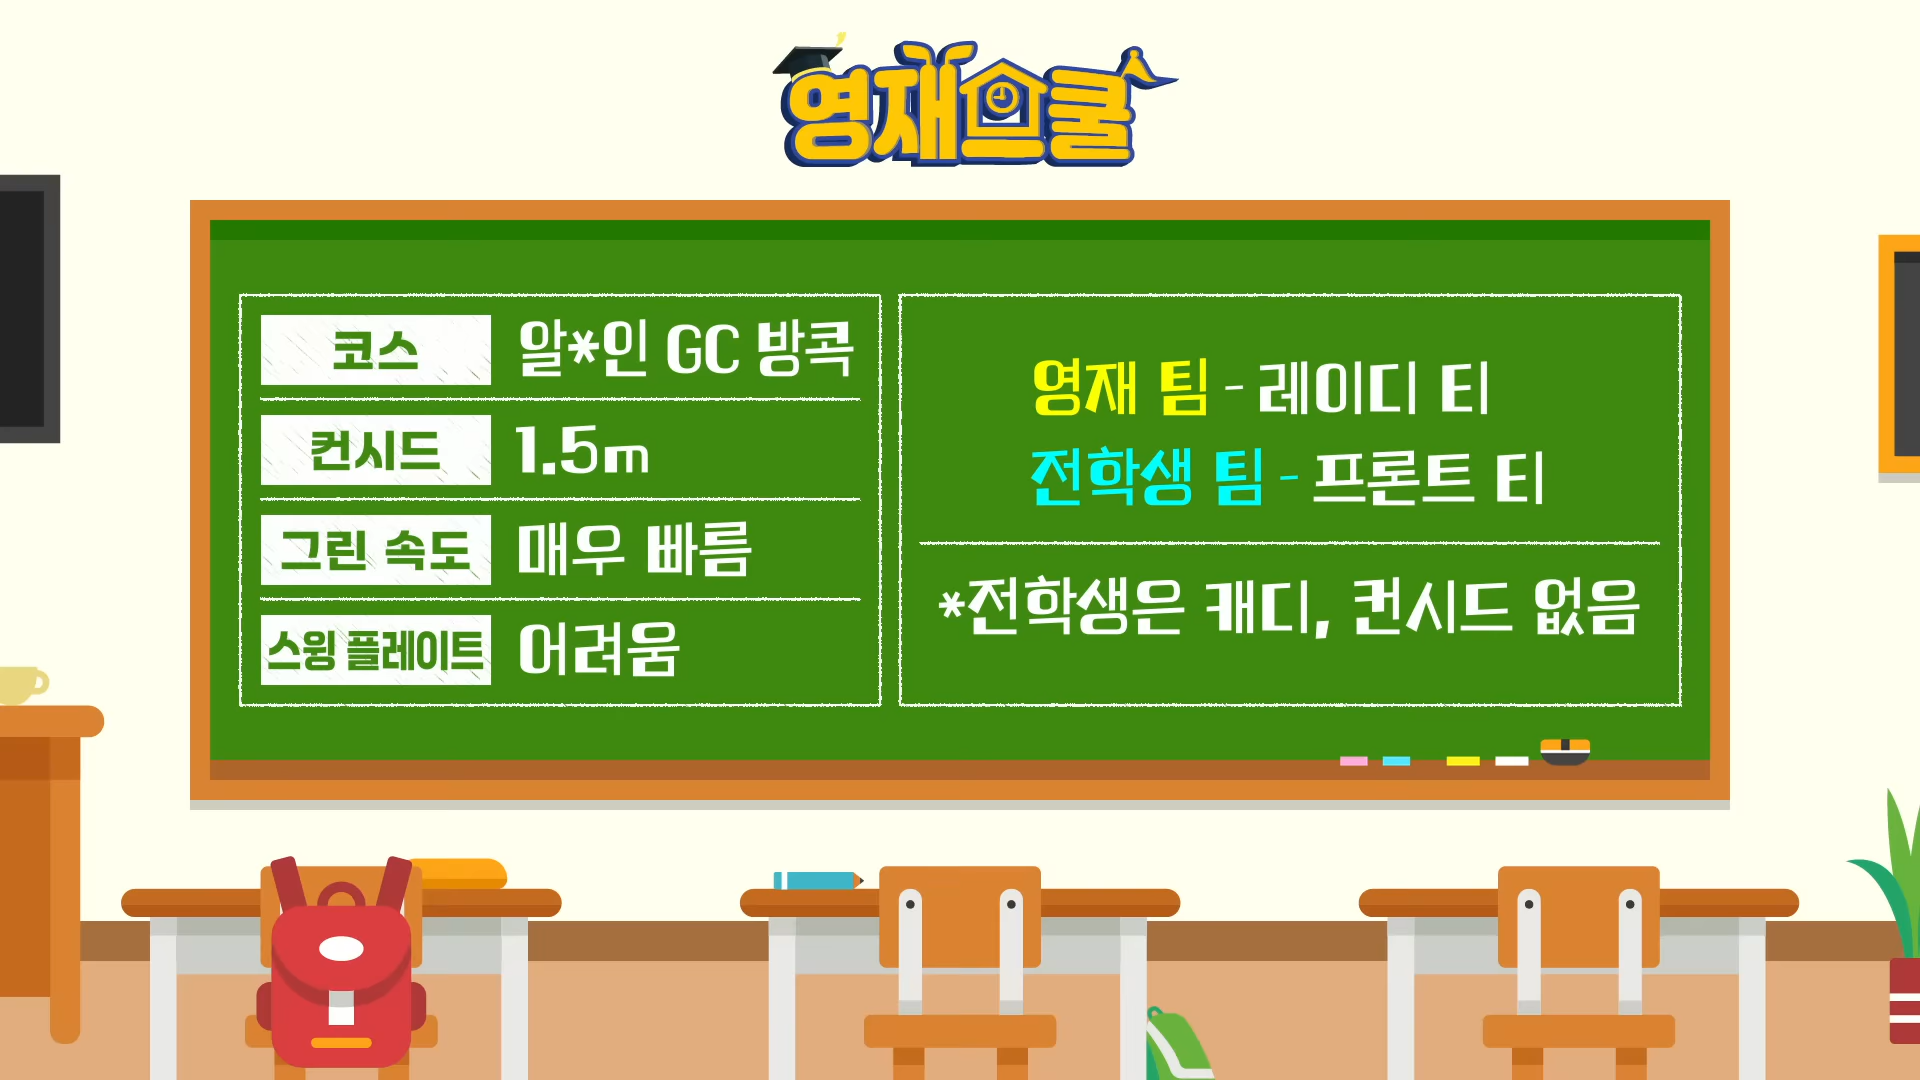 영재스쿨
코스 알*인 GC 방콕
컨시드 1.5m
그린 속도 매우 빠름
스윙 플레이트 어려움
영재 팀 - 레이디 티
전학생 팀 - 프론트 티
*전학생은 캐디, 컨시드 없음